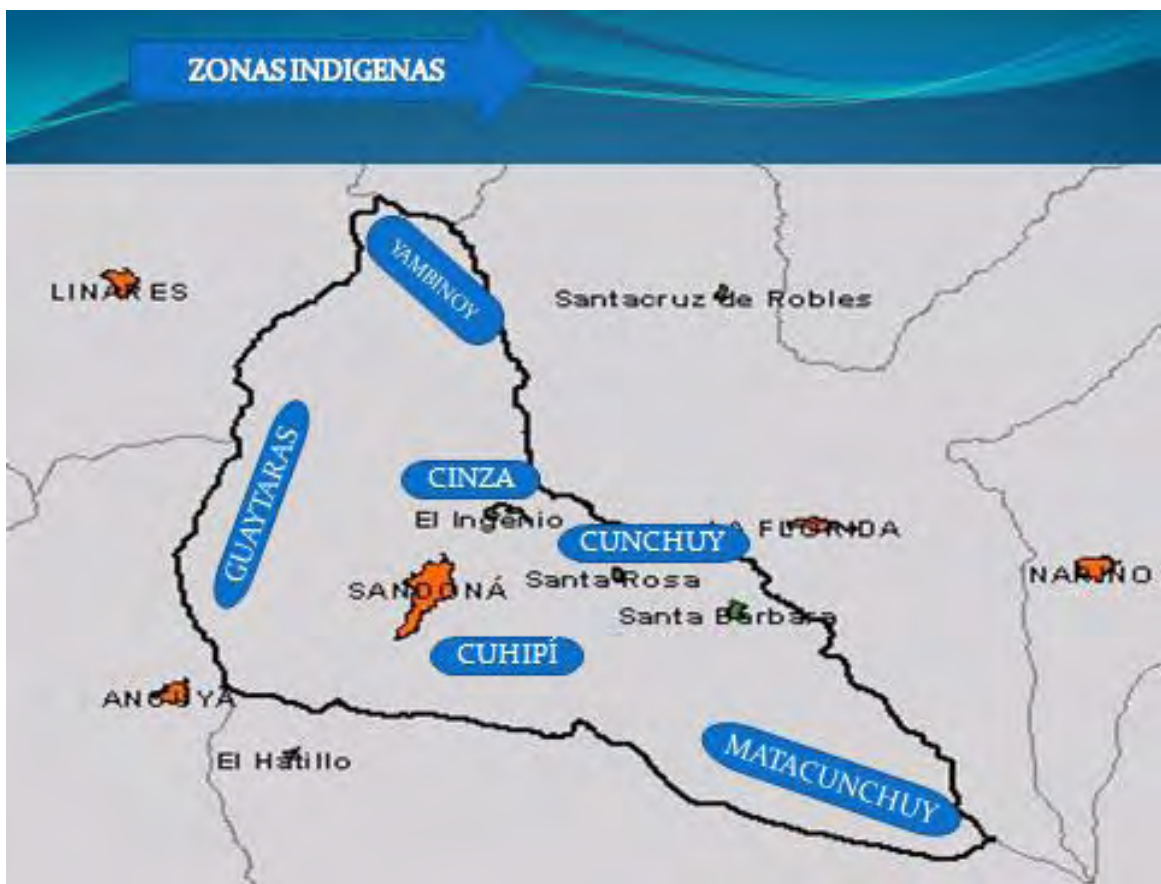 ZONAS INDIGENAS
YAMBINOY
LINARES
Santacruz de Robles
GUAYTARAS
CINZA
El Ingenio
LA FLORIDA
CUNCHUY
SANDONÁ
Santa Rosa
NARIÑO
Santa Barbara
CUHIPÍ
ANCUYA
El Hatillo
MATACUNCHUY